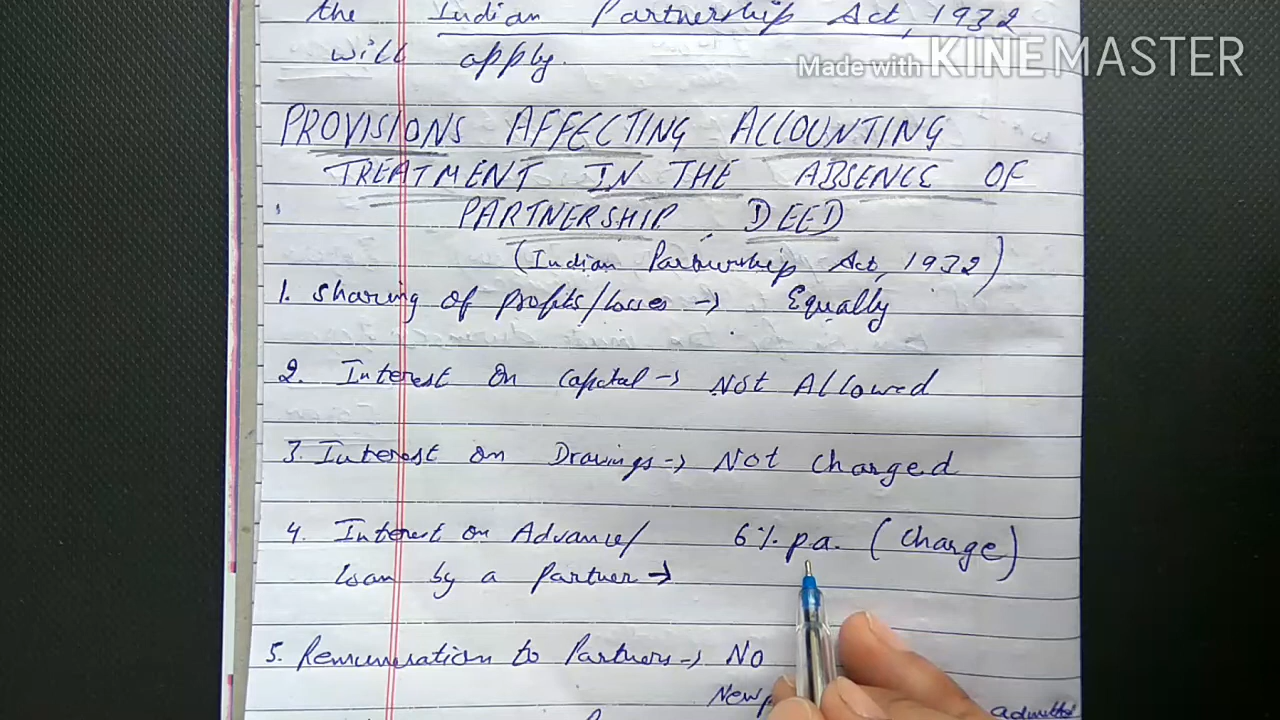 the Indian Partnership Act, 1932
will apply.
Made with KINEMASTER
PROVISIONS AFFECTING ACCOUNTING
TREATMENT IN THE ABSENCE OF
PARTNERSHIP DEED
(Indian Partnership Act, 1932)
1. Sharing of profits/losses → Equally
2. Interest on Capital → Not Allowed
3. Interest on Drawings → Not Charged
4. Interest on Advance/ 6% p.a. (Charge)
loan by a Partner →
5. Remuneration to Partners → No
New